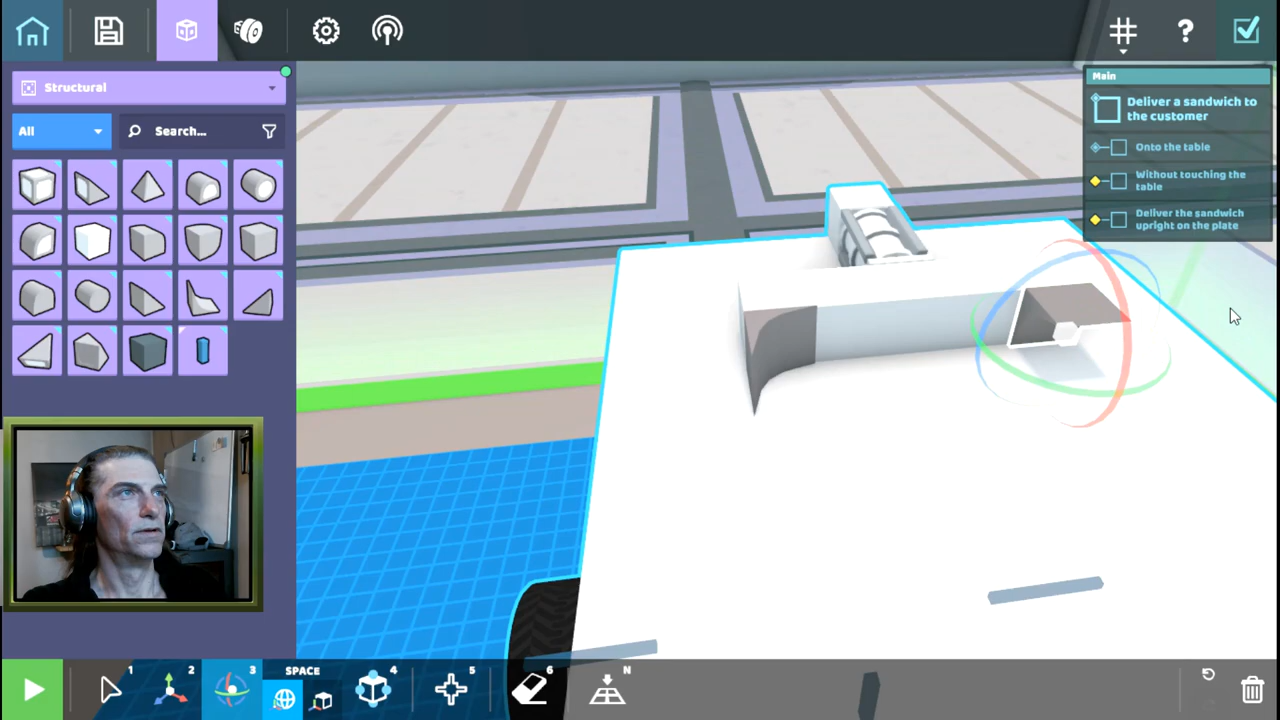 Structural
All
Search...
Main
Deliver a sandwich to
the customer
Onto the table
Without touching the
table
Deliver the sandwich
upright on the plate
1
2
3
SPACE
4
5
6
N